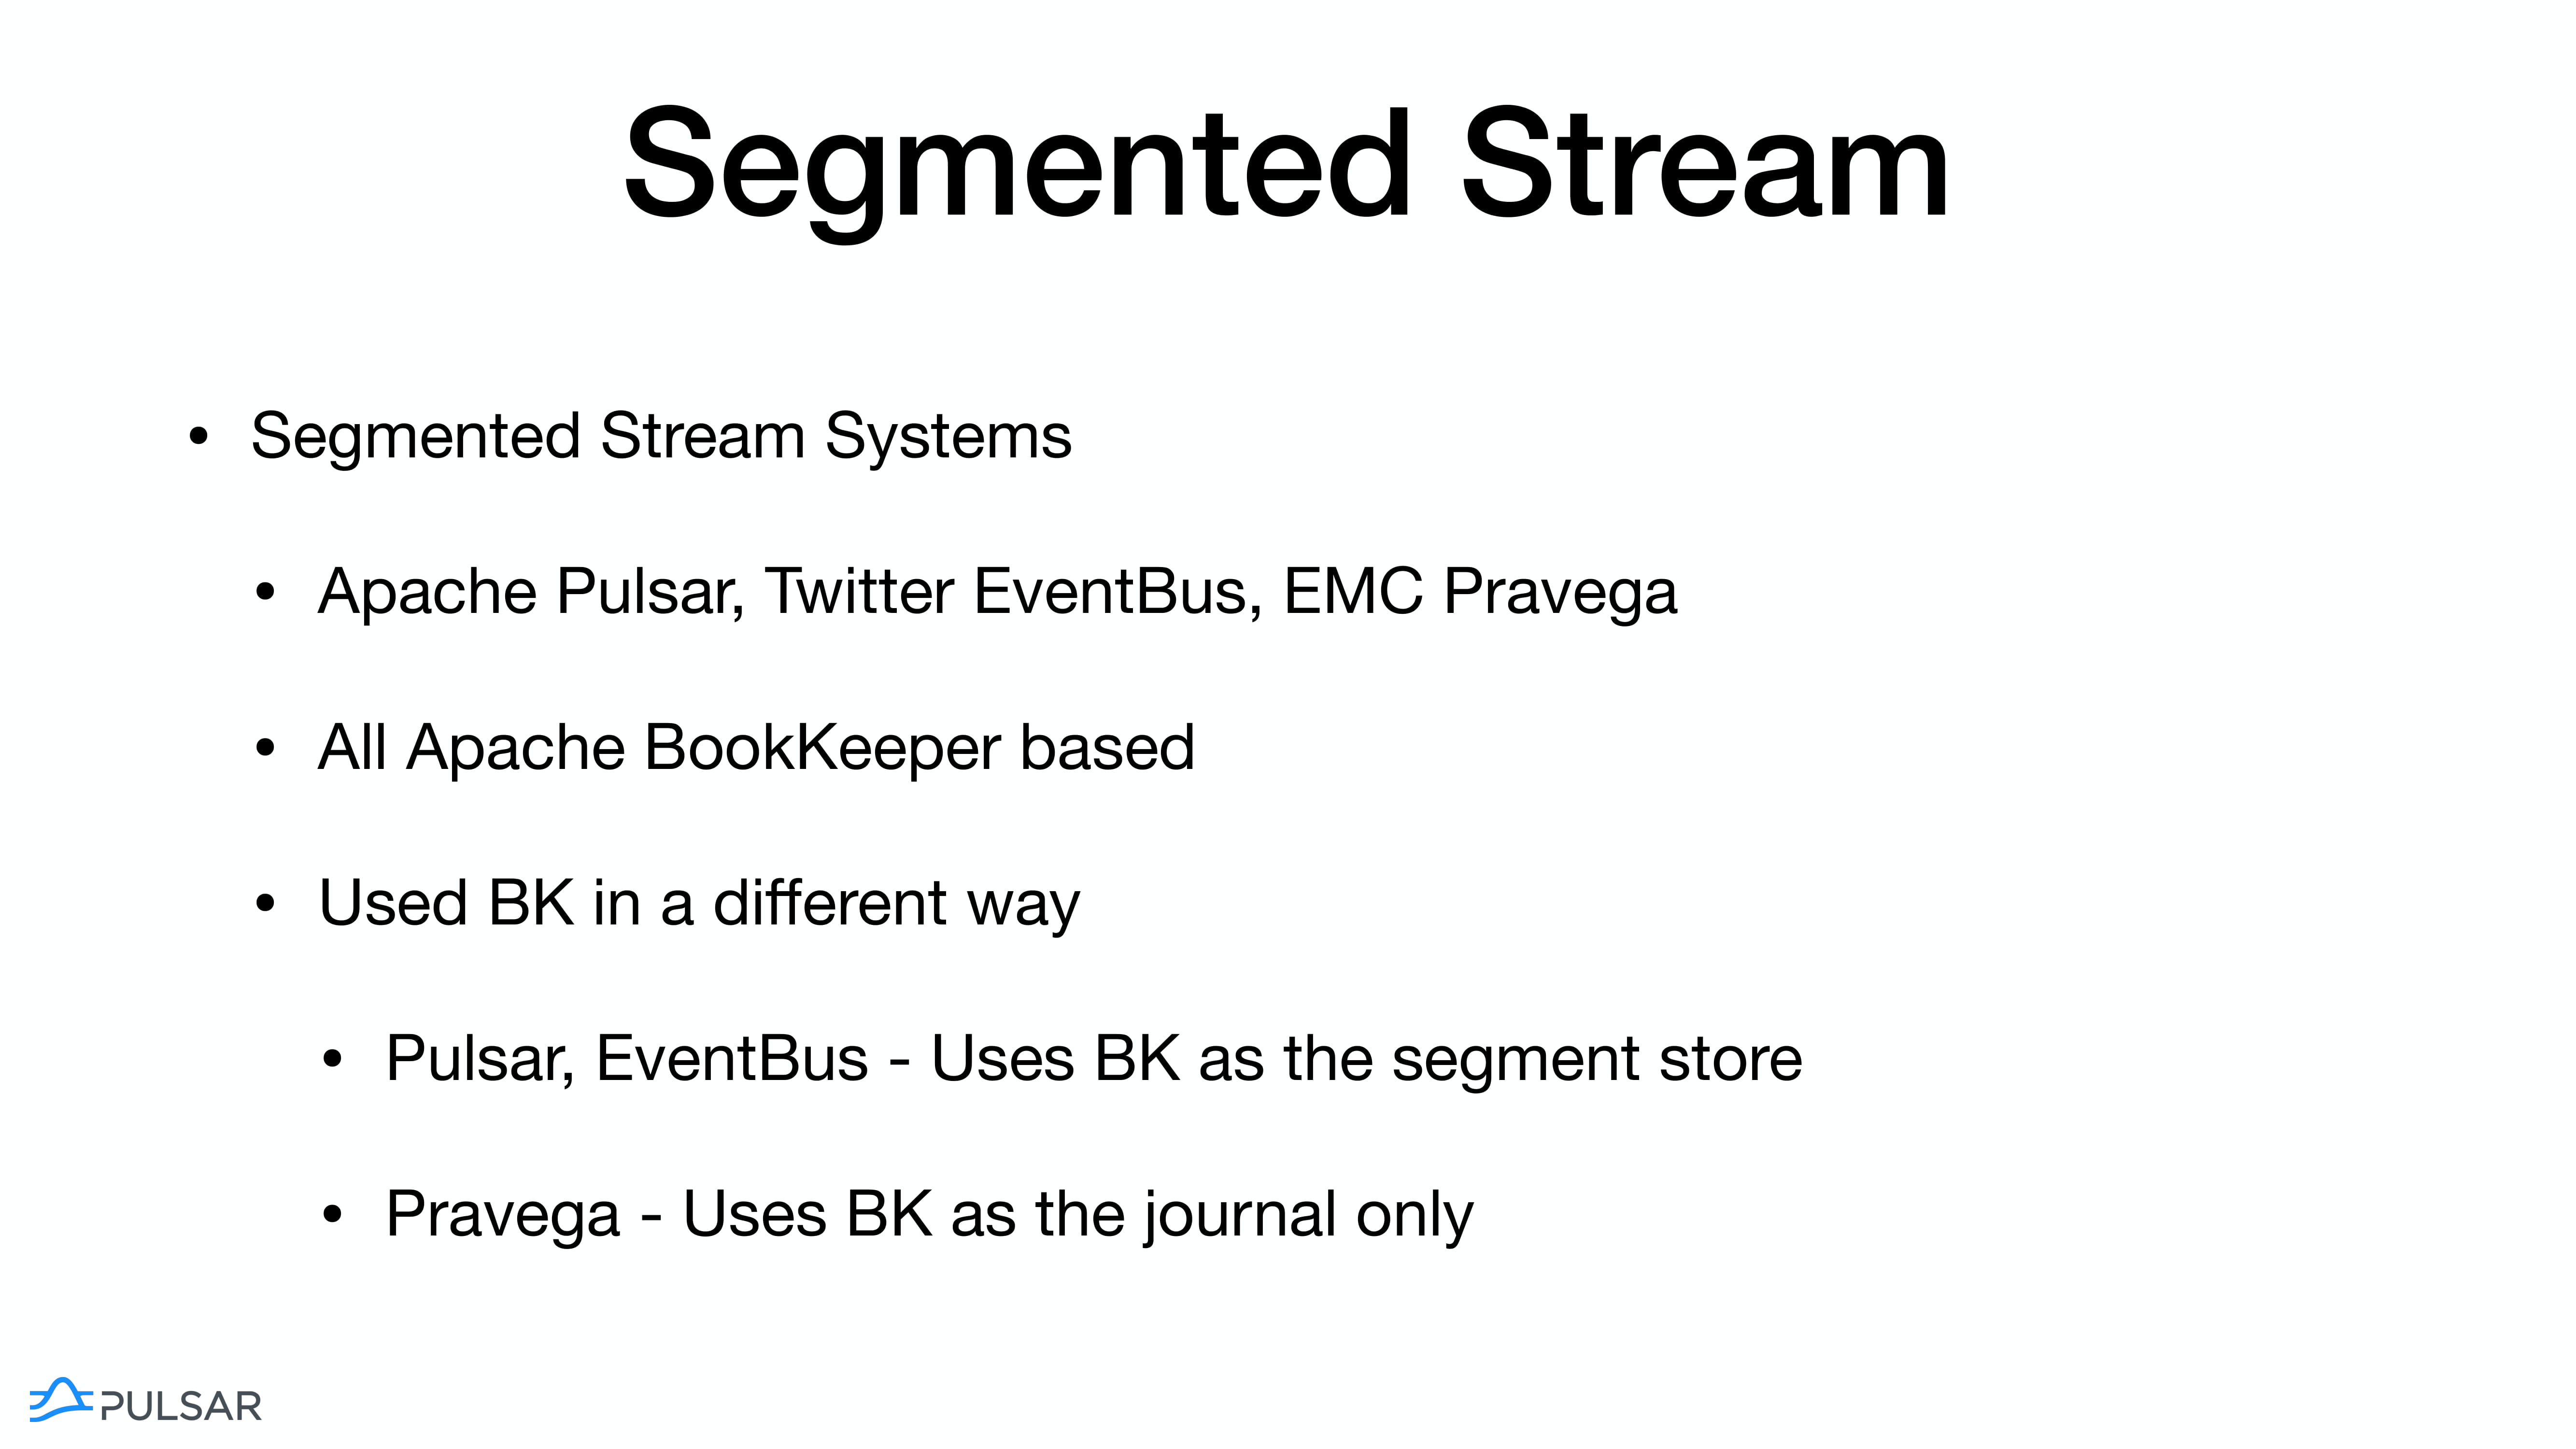 Segmented Stream
• Segmented Stream Systems
• Apache Pulsar, Twitter EventBus, EMC Pravega
• All Apache BookKeeper based
• Used BK in a different way
• Pulsar, EventBus - Uses BK as the segment store
• Pravega - Uses BK as the journal only
PULSAR